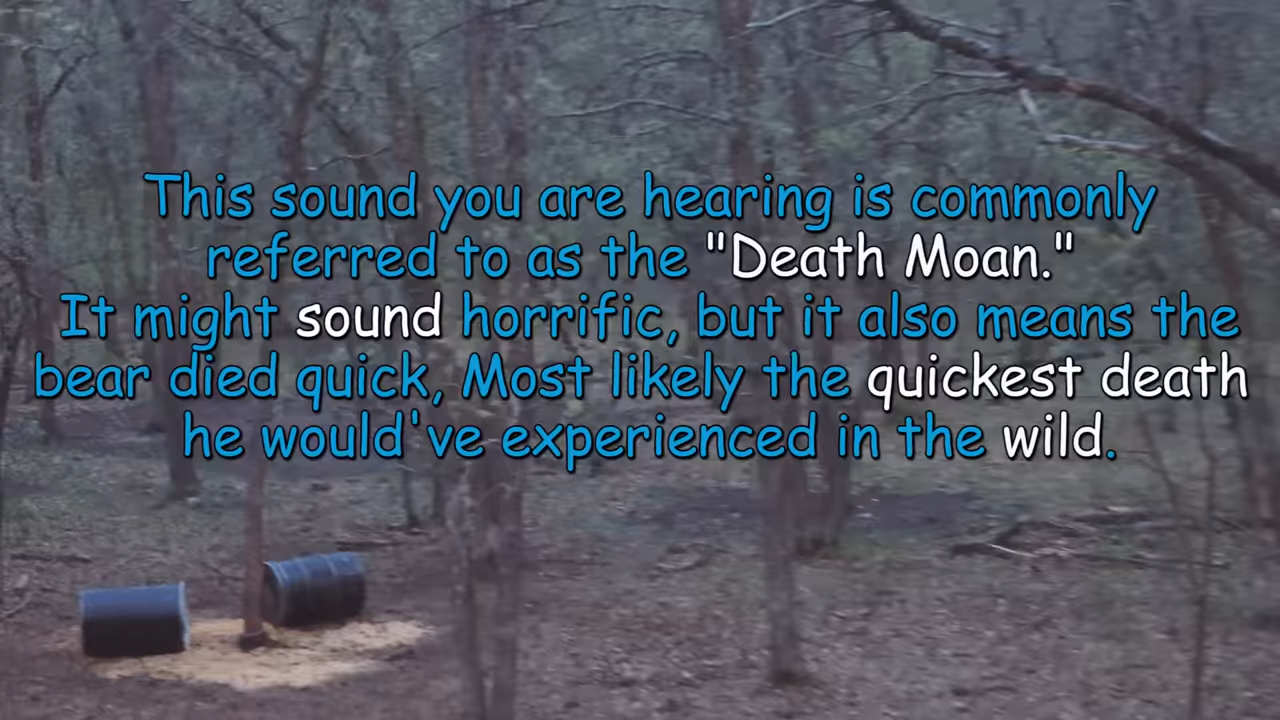 This sound you are hearing is commonly
referred to as the "Death Moan."
It might sound horrific, but it also means the
bear died quick, Most likely the quickest death
he would've experienced in the wild.